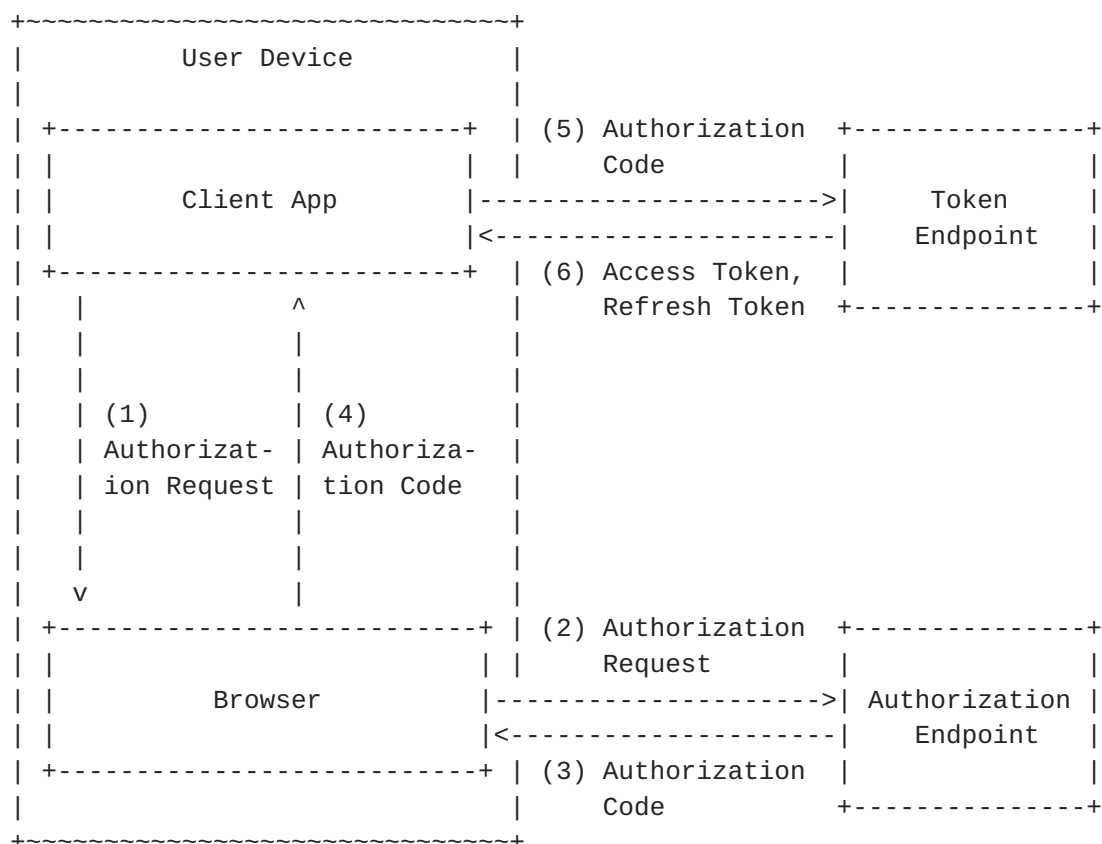 User Device
(5) Authorization
Code
Client App
Token
Endpoint
(6) Access Token,
Refresh Token
(1)
Authorizat-
ion Request
(4)
Authoriza-
tion Code
(2) Authorization
Request
Browser
Authorization
Endpoint
(3) Authorization
Code